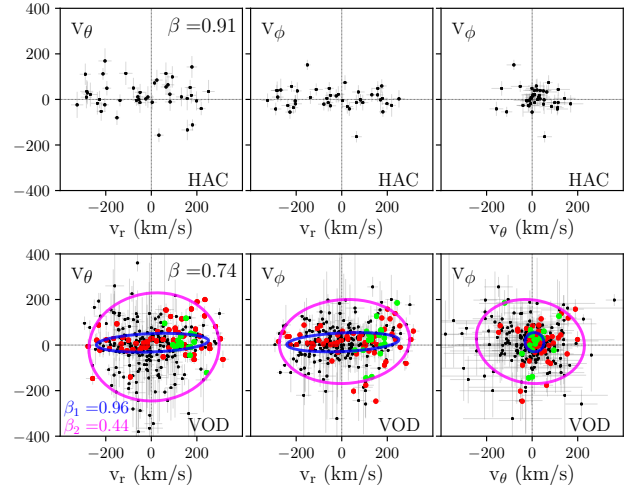 400
200
0
−200
−400
v_θ
β = 0.91
HAC
v_ϕ
HAC
v_ϕ
HAC
−200 0 200
v_r (km/s)
−200 0 200
v_r (km/s)
−200 0 200
v_θ (km/s)
400
200
0
−200
−400
v_θ
β = 0.74
β_1 = 0.96
β_2 = 0.44
VOD
v_ϕ
VOD
v_ϕ
VOD
−200 0 200
v_r (km/s)
−200 0 200
v_r (km/s)
−200 0 200
v_θ (km/s)